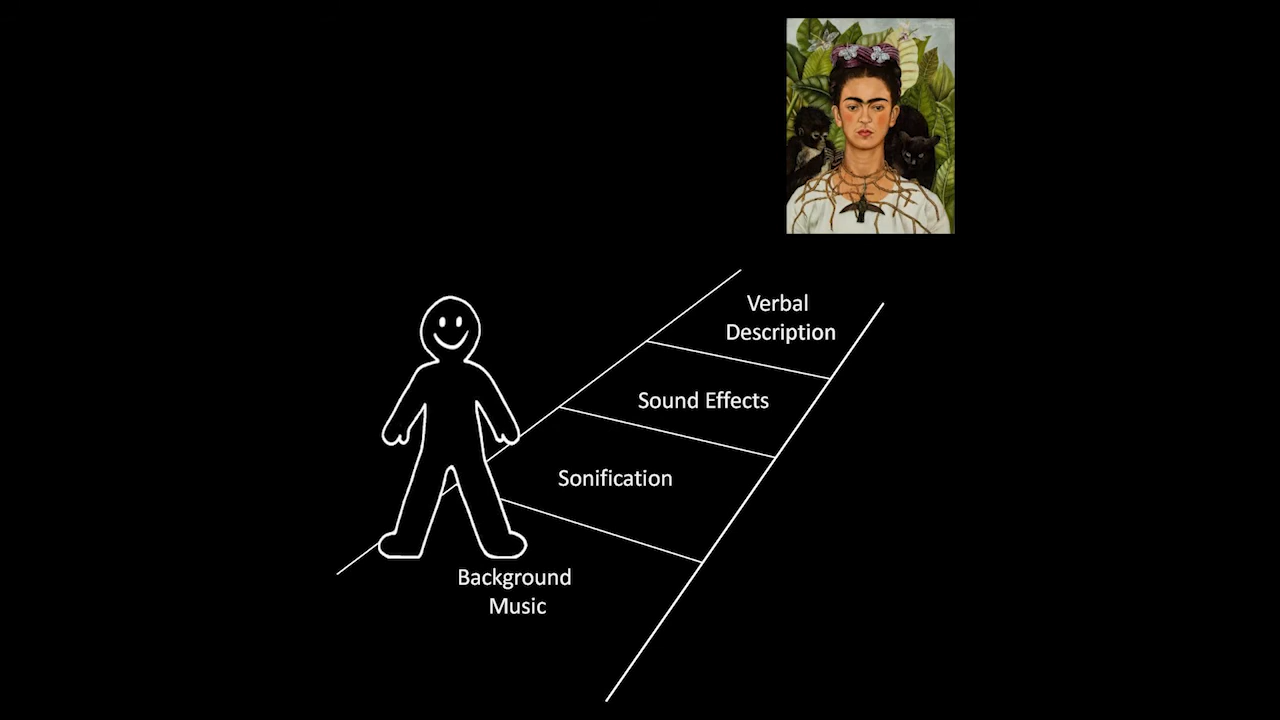 Verbal
Description
Sound Effects
Sonification
Background
Music